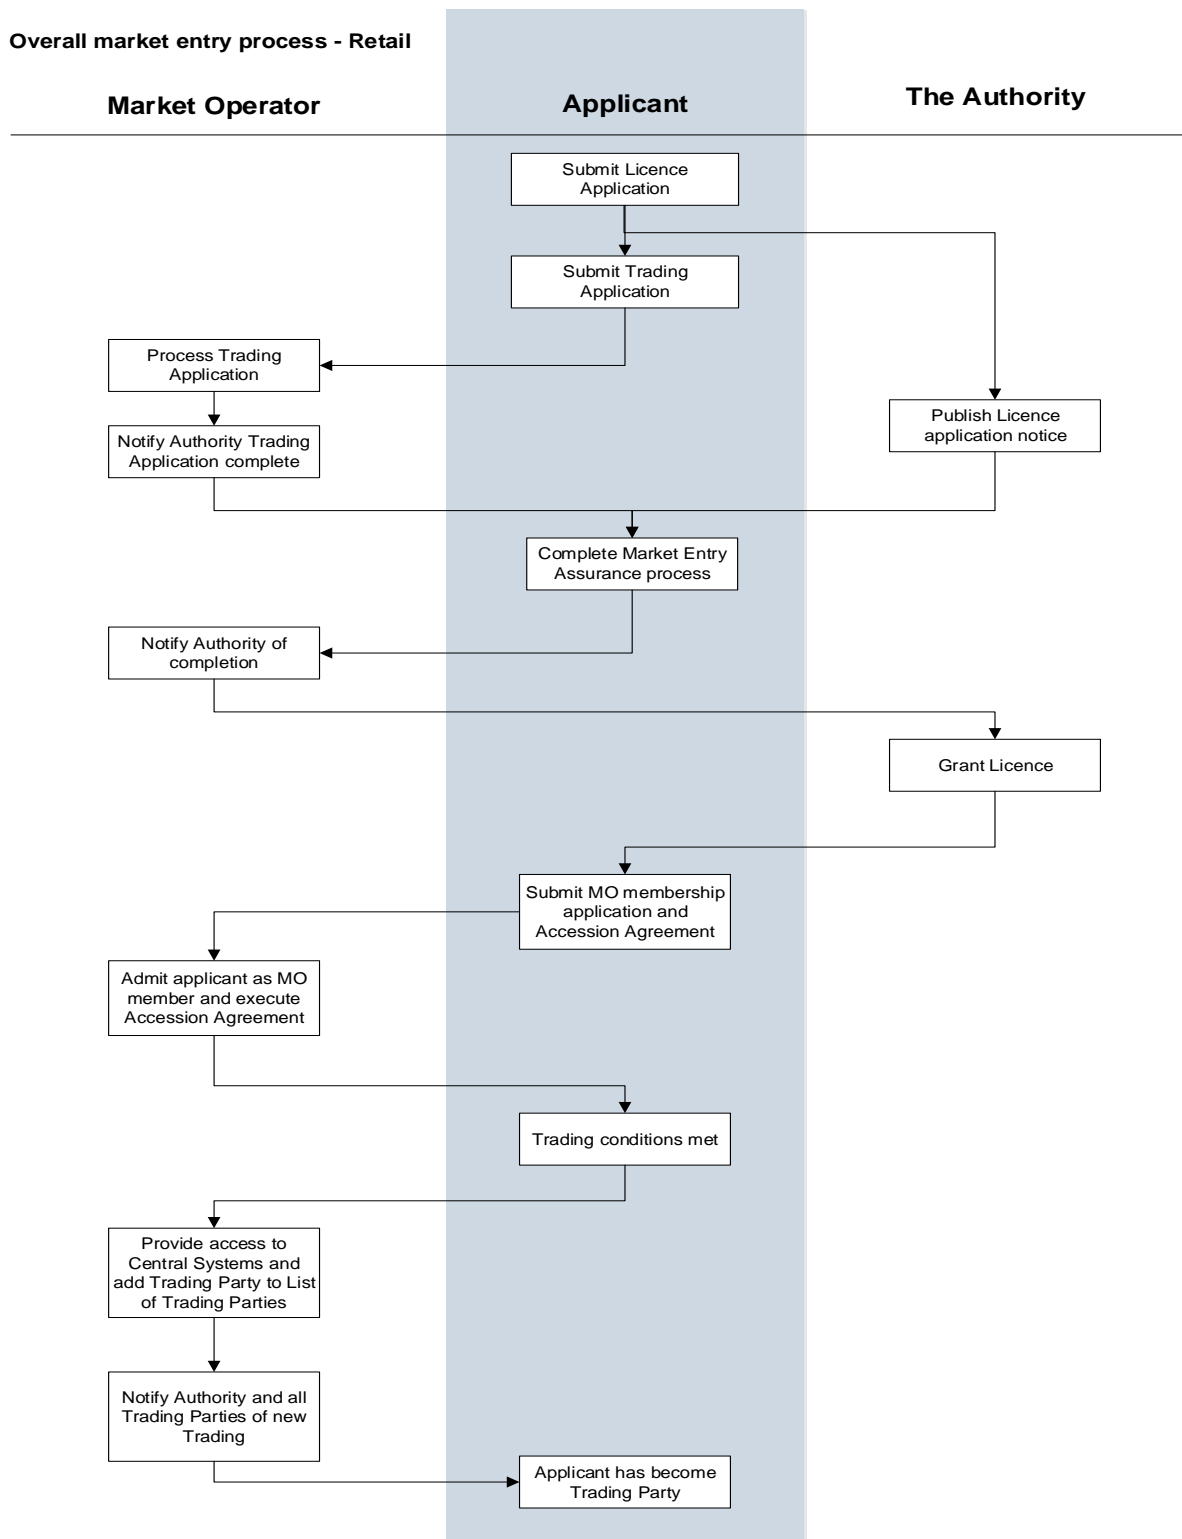 Overall market entry process - Retail
Market Operator
Applicant
The Authority
Submit Licence
Application
Submit Trading
Application
Process Trading
Application
Notify Authority Trading
Application complete
Publish Licence
application notice
Complete Market Entry
Assurance process
Notify Authority of
completion
Grant Licence
Submit MO membership
application and
Accession Agreement
Admit applicant as MO
member and execute
Accession Agreement
Trading conditions met
Provide access to
Central Systems and
add Trading Party to List
of Trading Parties
Notify Authority and all
Trading Parties of new
Trading
Applicant has become
Trading Party